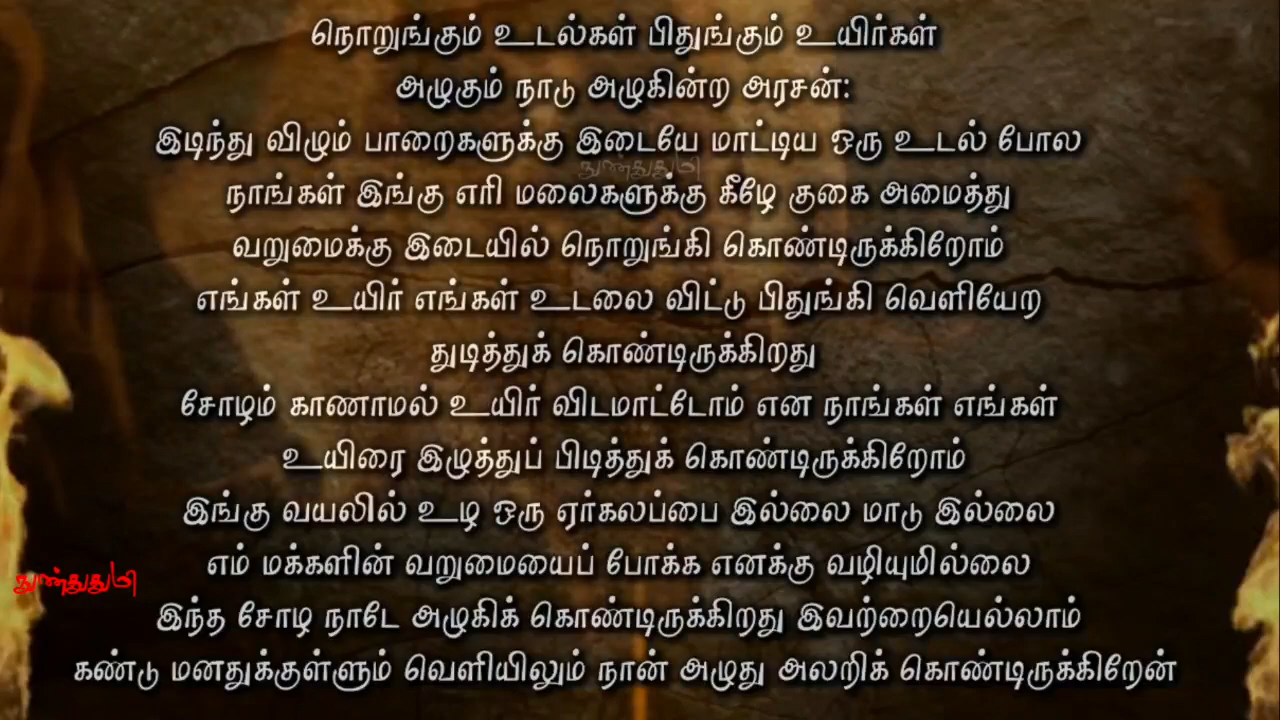 நொறுங்கும் உடல்கள் பிதுங்கும் உயிர்கள்
அழுகும் நாடு அழுகின்ற அரசன்:
இடிந்து விழும் பாறைகளுக்கு இடையே மாட்டிய ஒரு உடல் போல
நாங்கள் இங்கு எரி மலைகளுக்கு கீழே குகை அமைத்து
வறுமைக்கு இடையில் நொறுங்கி கொண்டிருக்கிறோம்
எங்கள் உயிர் எங்கள் உடலை விட்டு பிதுங்கி வெளியேற
துடித்துக் கொண்டிருக்கிறது
சோழம் காணாமல் உயிர் விடமாட்டோம் என நாங்கள் எங்கள்
உயிரை இழுத்துப் பிடித்துக் கொண்டிருக்கிறோம்
இங்கு வயலில் உழ ஒரு ஏர்கலப்பை இல்லை மாடு இல்லை
எம் மக்களின் வறுமையைப் போக்க எனக்கு வழியுமில்லை
இந்த சோழ நாடே அழுகிக் கொண்டிருக்கிறது இவற்றையெல்லாம்
கண்டு மனதுக்குள்ளும் வெளியிலும் நான் அழுது அலறிக் கொண்டிருக்கிறேன்